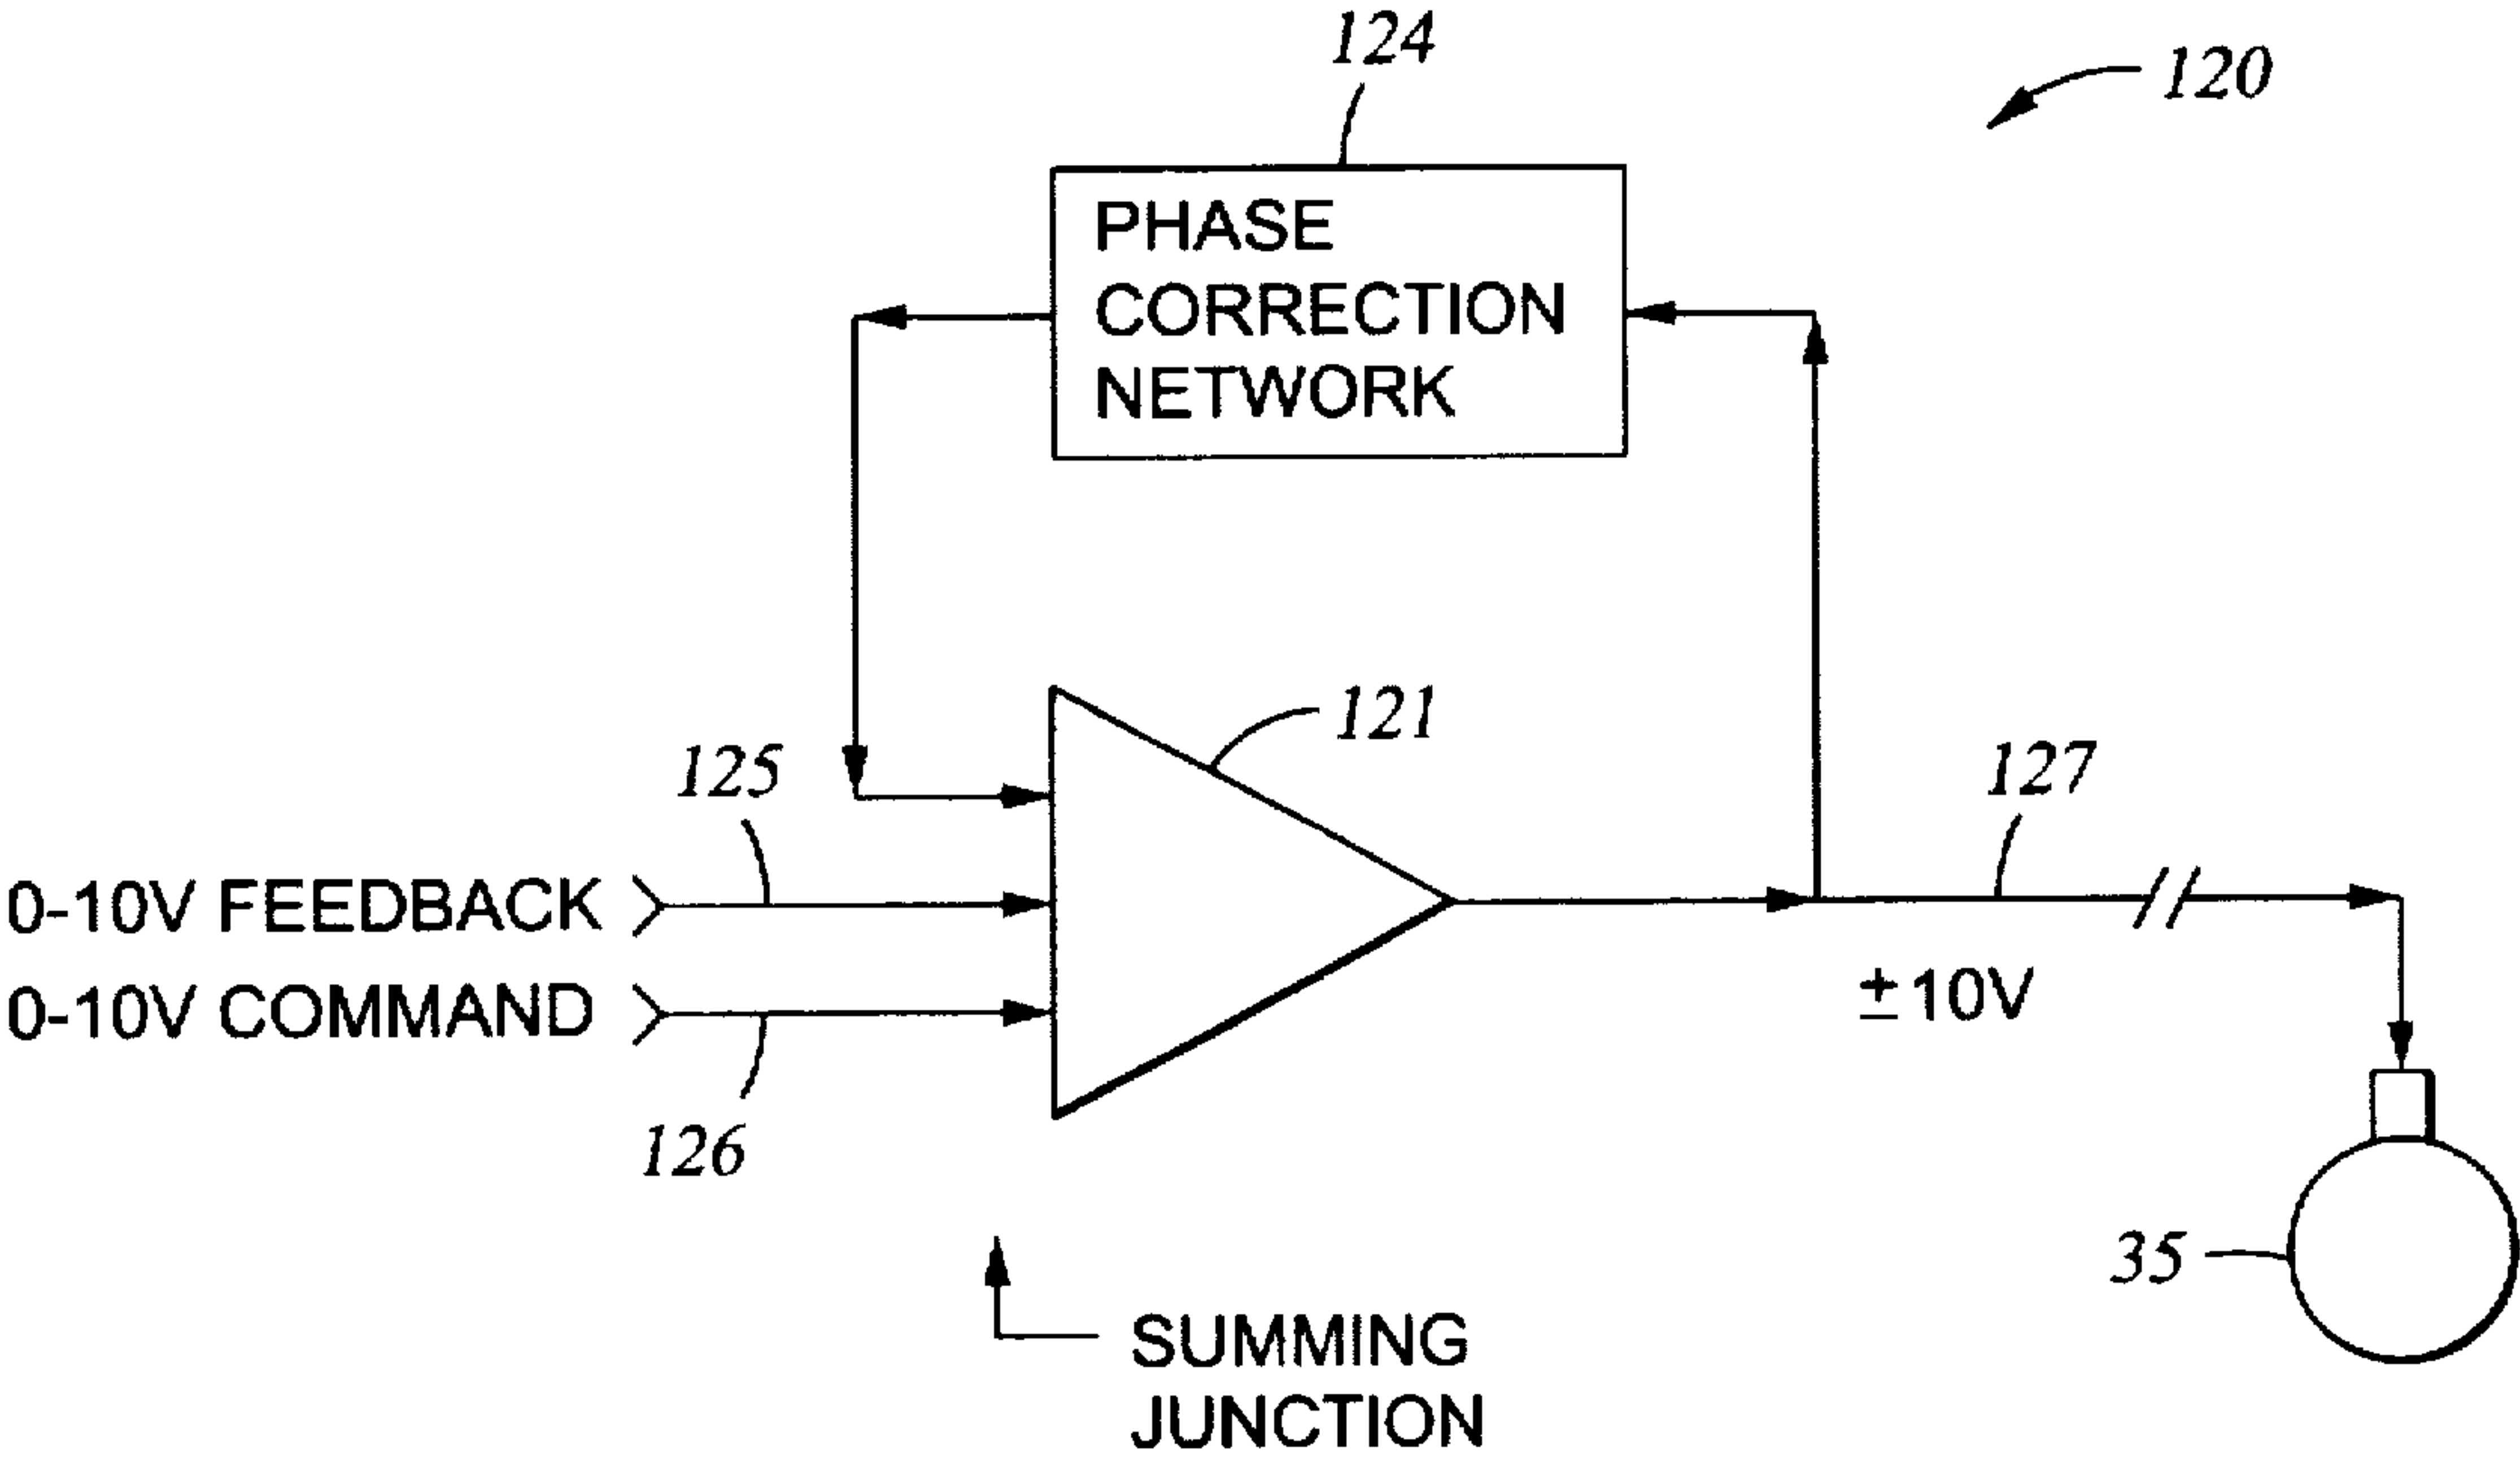 124
120
PHASE
CORRECTION
NETWORK
121
125
127
0-10V FEEDBACK
0-10V COMMAND
±10V
126
35
SUMMING
JUNCTION